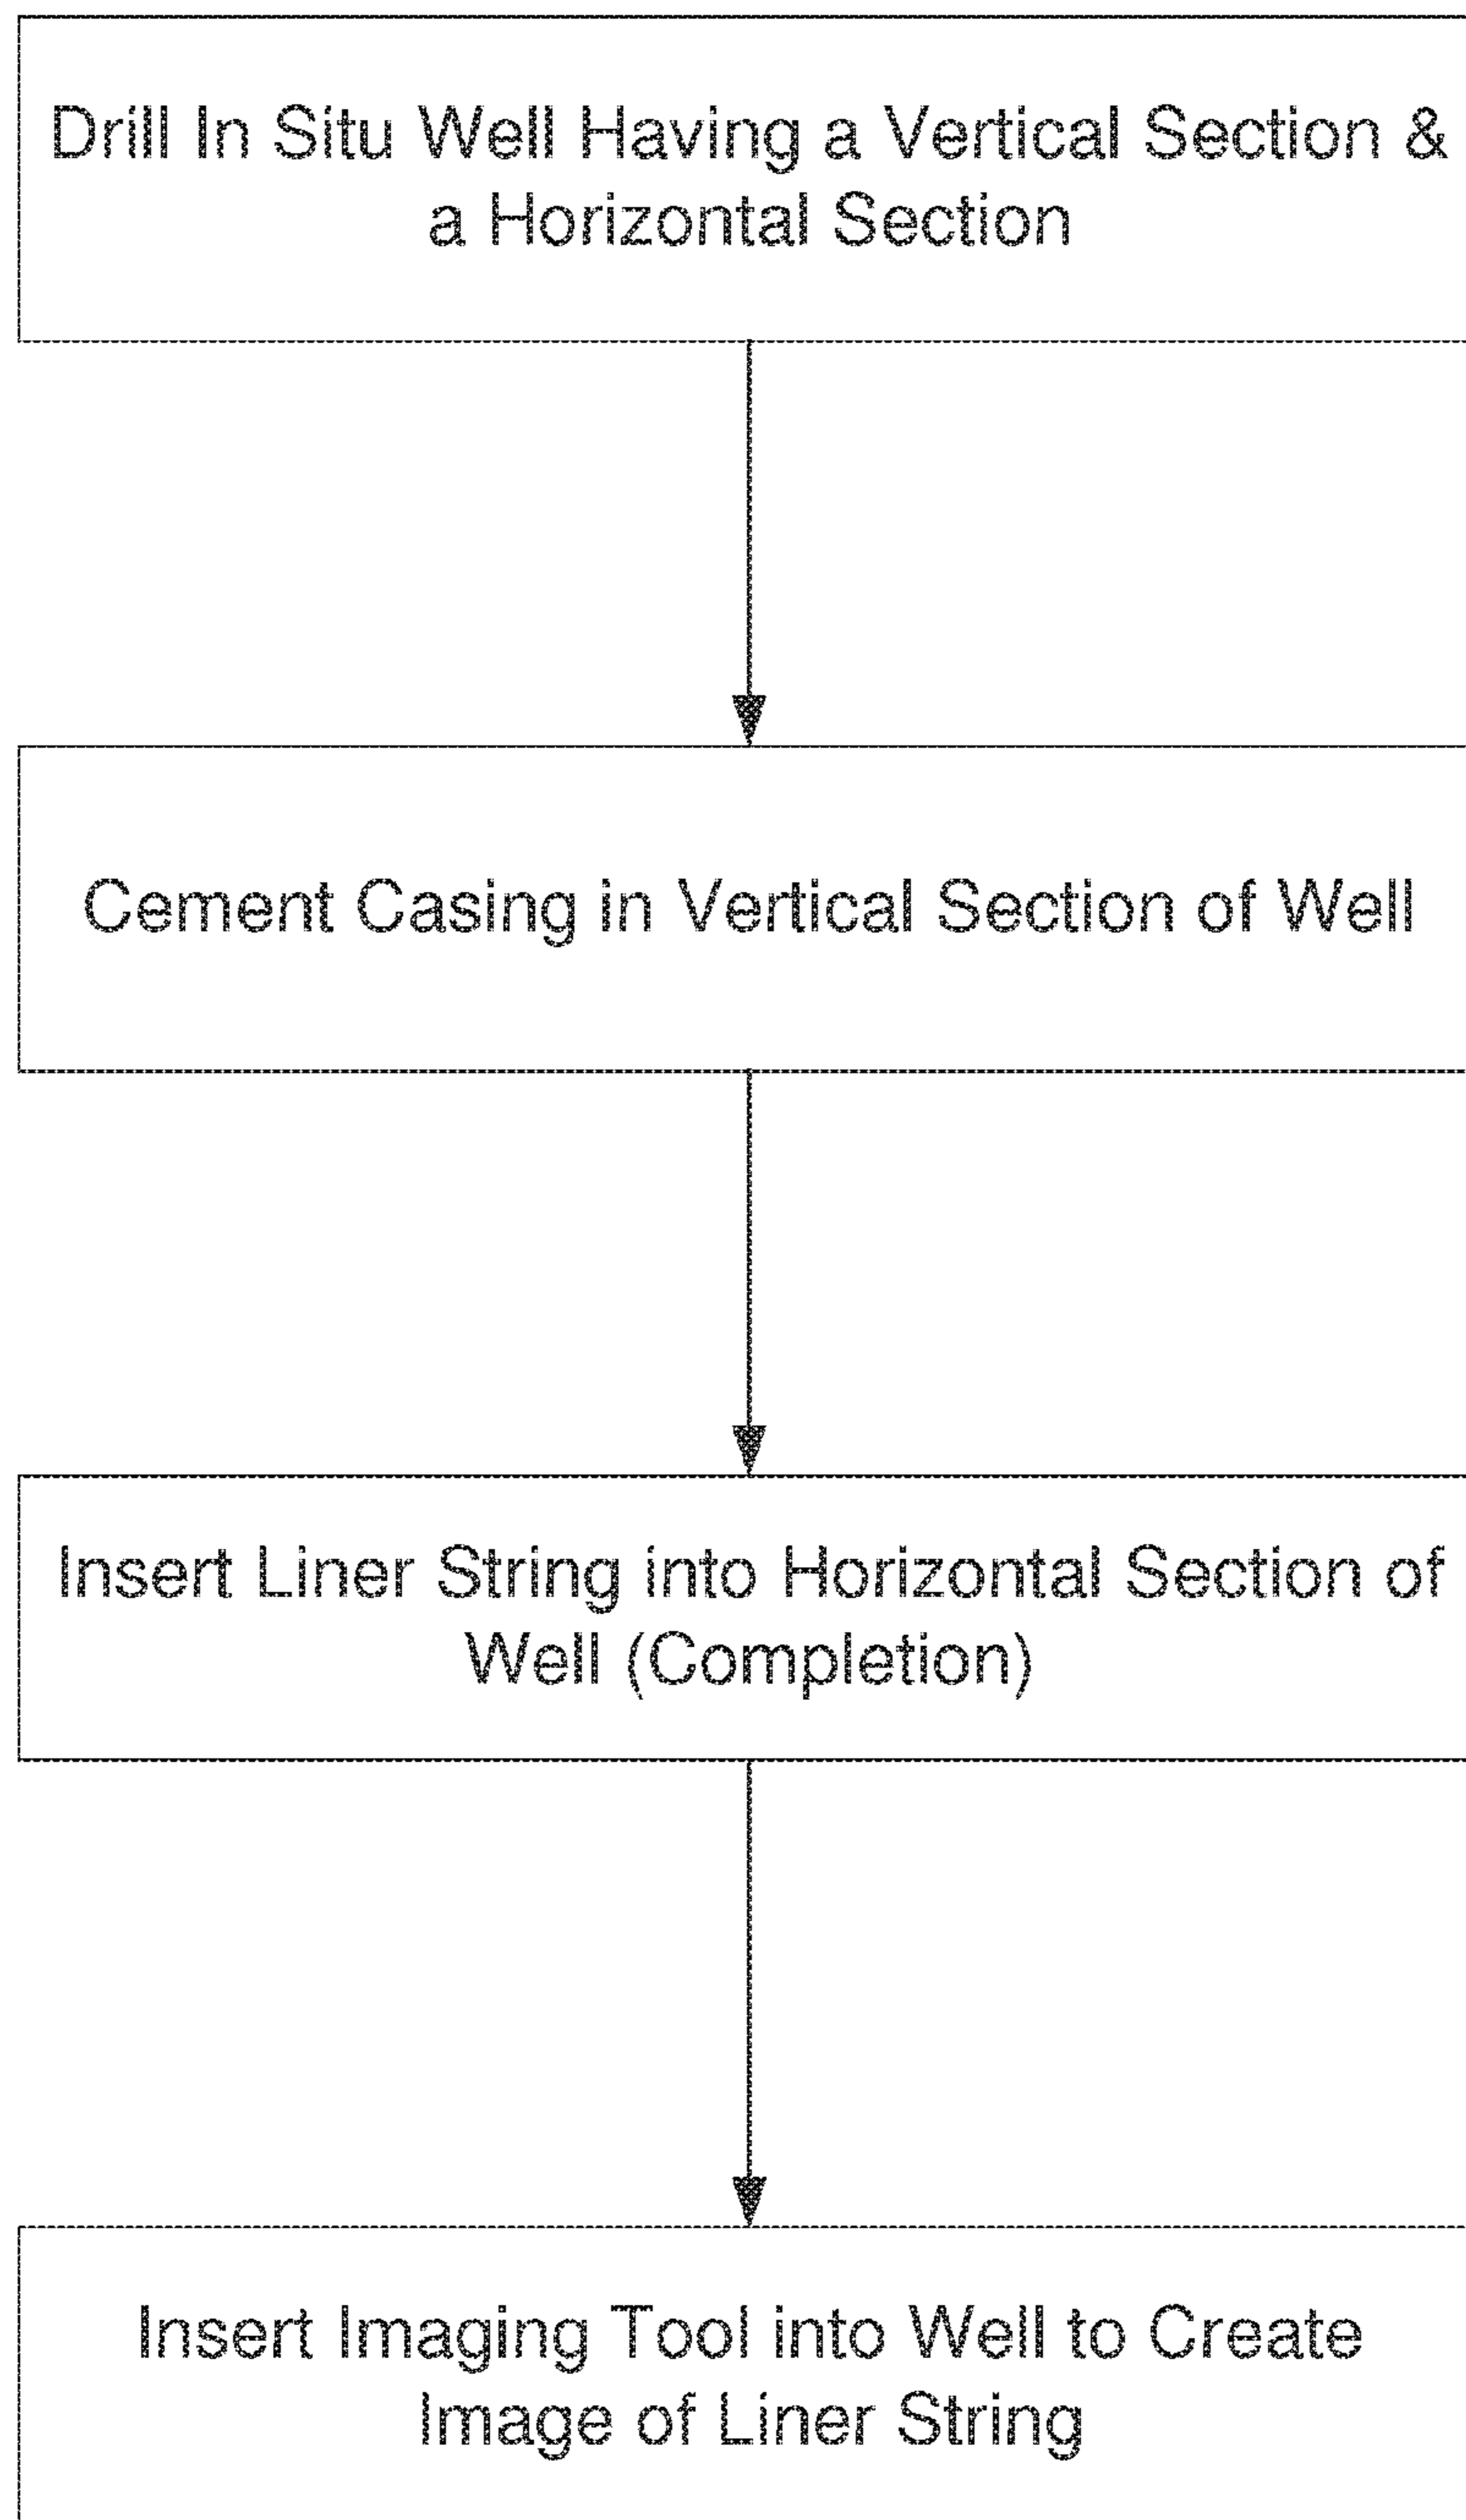 Drill In Situ Well Having a Vertical Section &
a Horizontal Section
Cement Casing in Vertical Section of Well
Insert Liner String into Horizontal Section of
Well (Completion)
Insert Imaging Tool into Well to Create
Image of Liner String